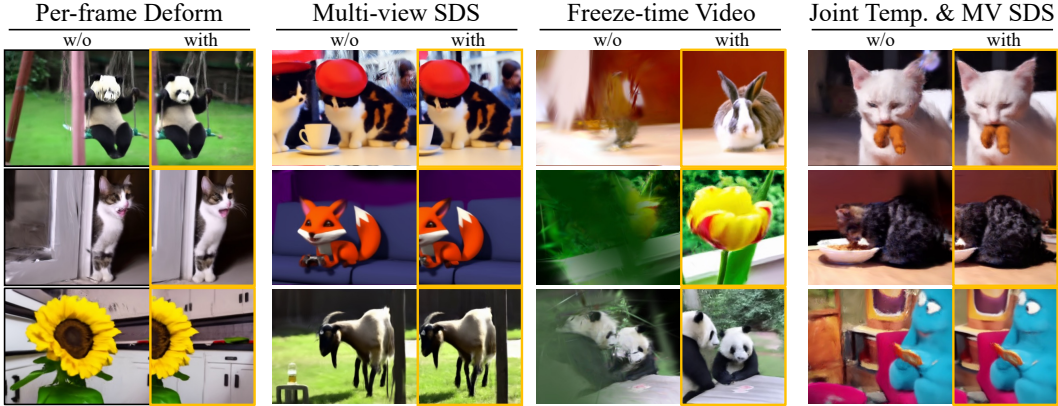 Per-frame Deform
w/o with
Multi-view SDS
w/o with
Freeze-time Video
w/o with
Joint Temp. & MV SDS
w/o with